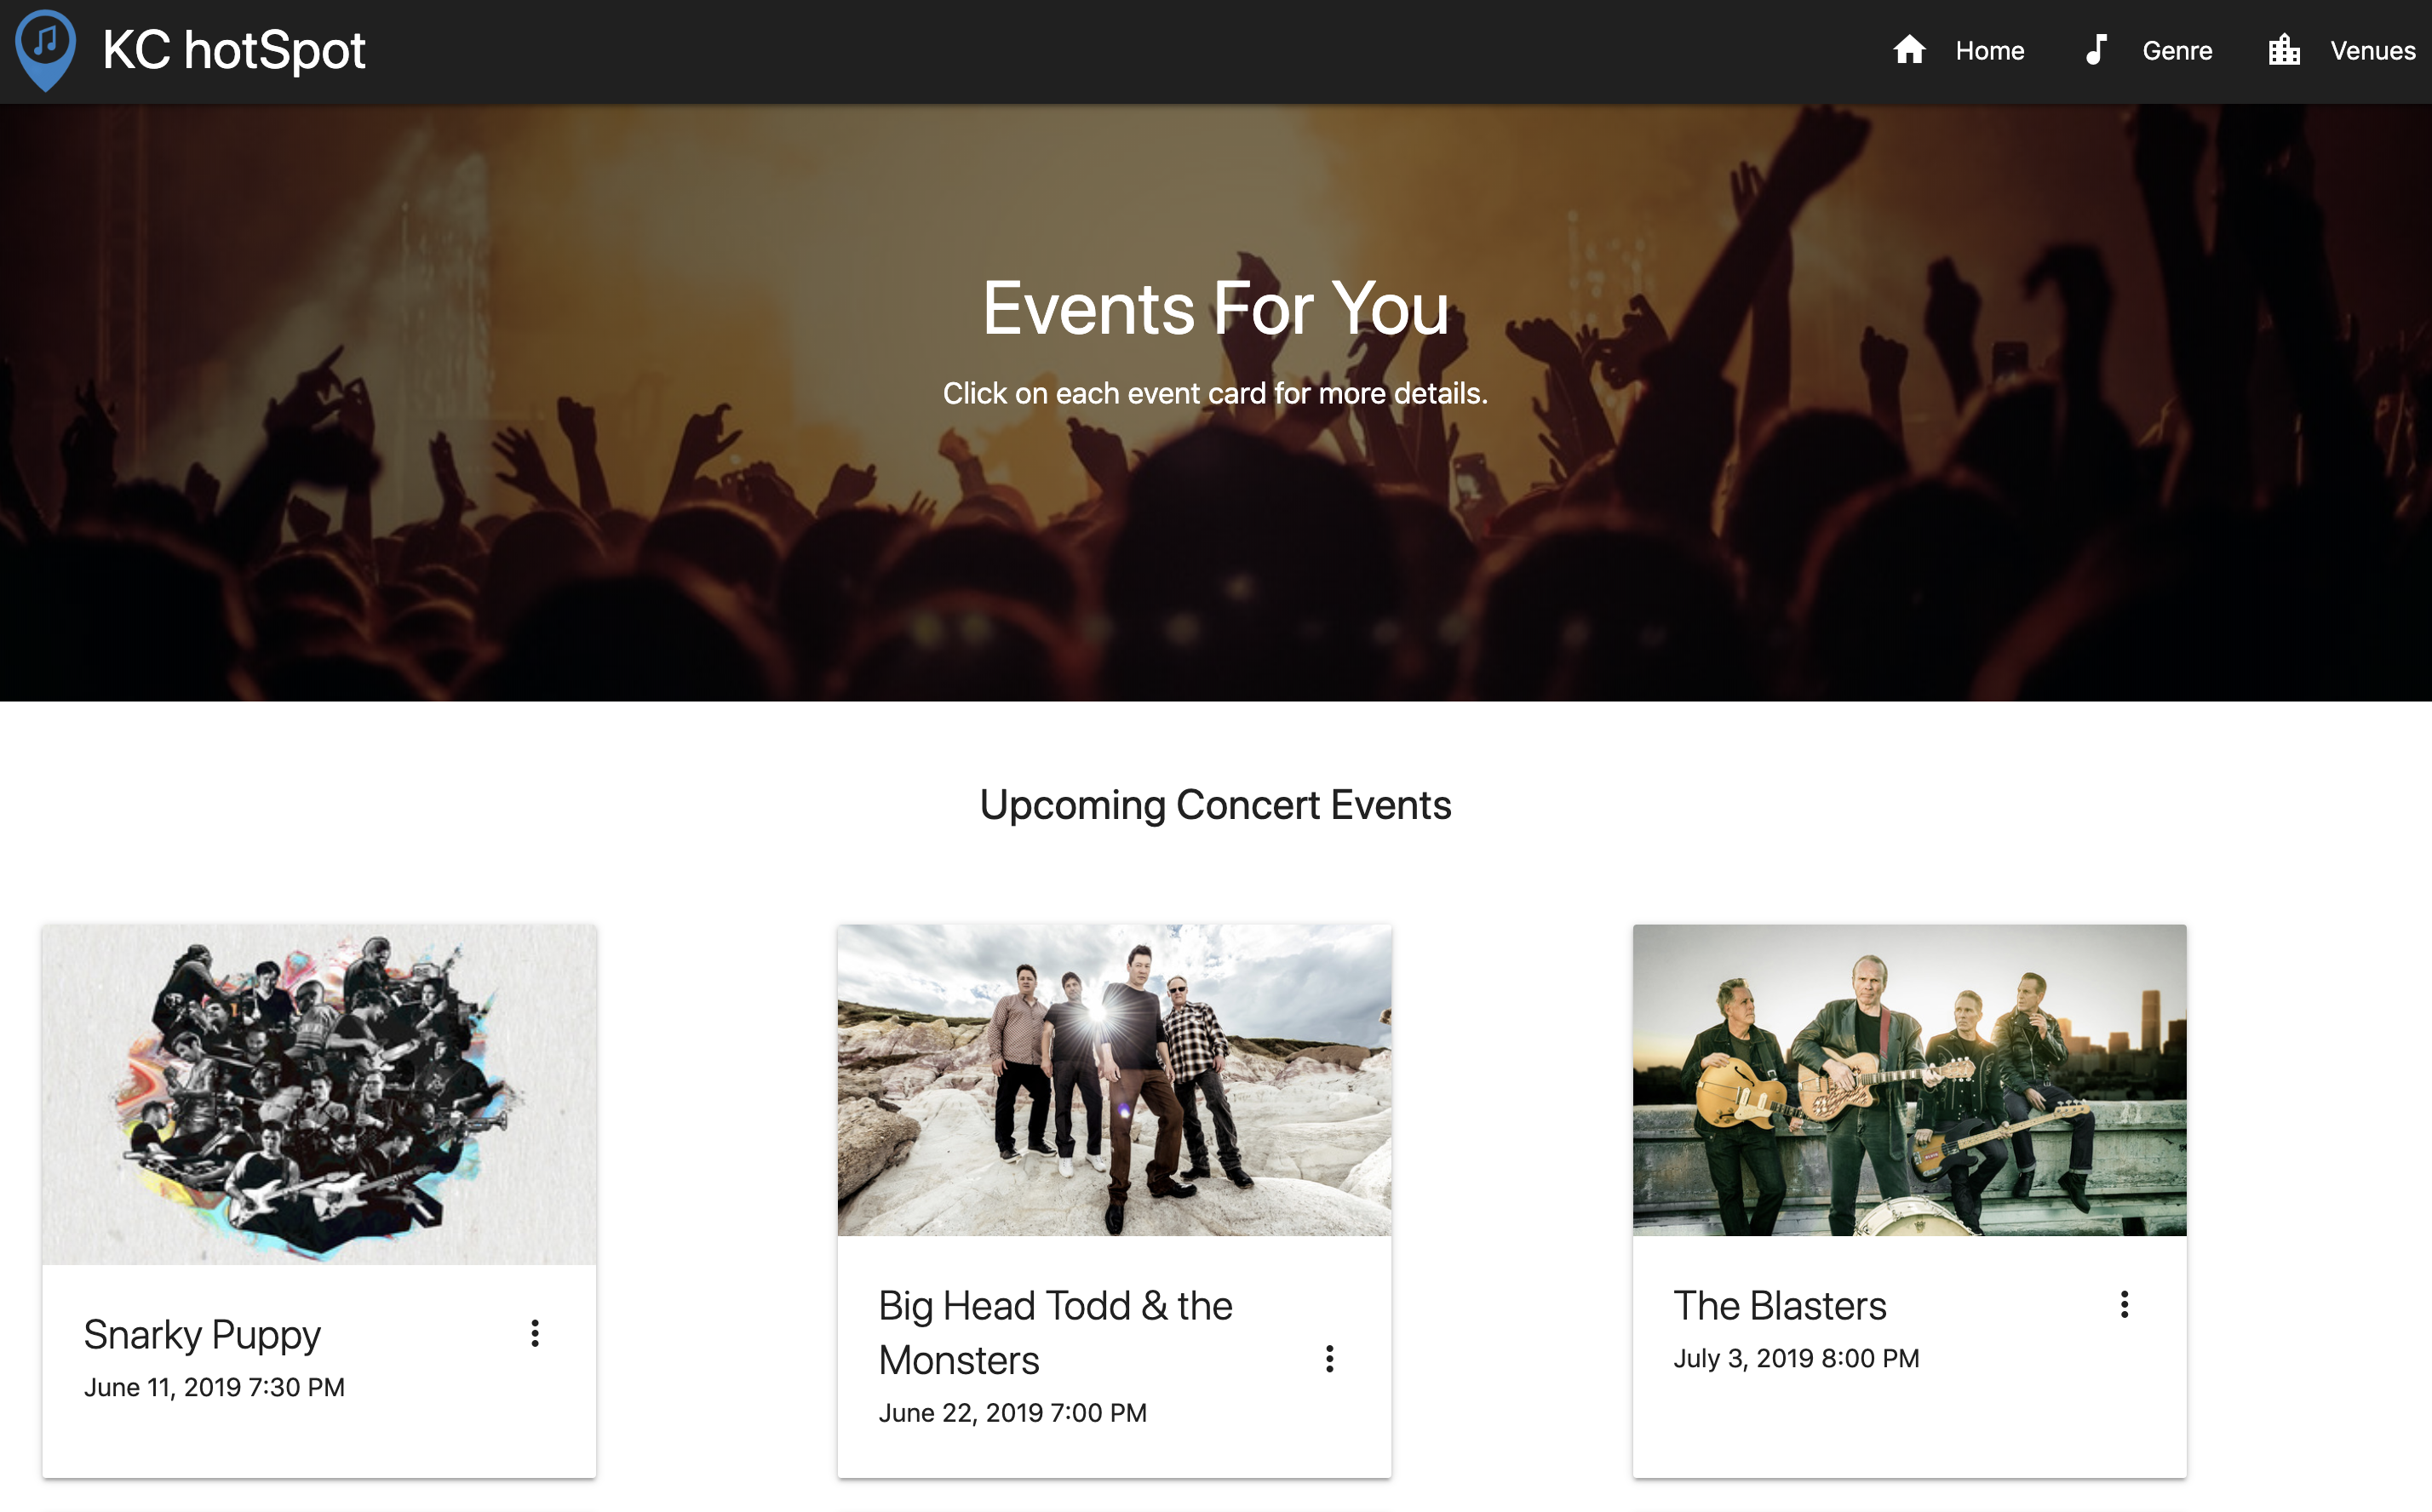 KC hotSpot
Home
Genre
Venues
Events For You
Click on each event card for more details.
Upcoming Concert Events
Snarky Puppy
June 11, 2019 7:30 PM
Big Head Todd & the
Monsters
June 22, 2019 7:00 PM
The Blasters
July 3, 2019 8:00 PM